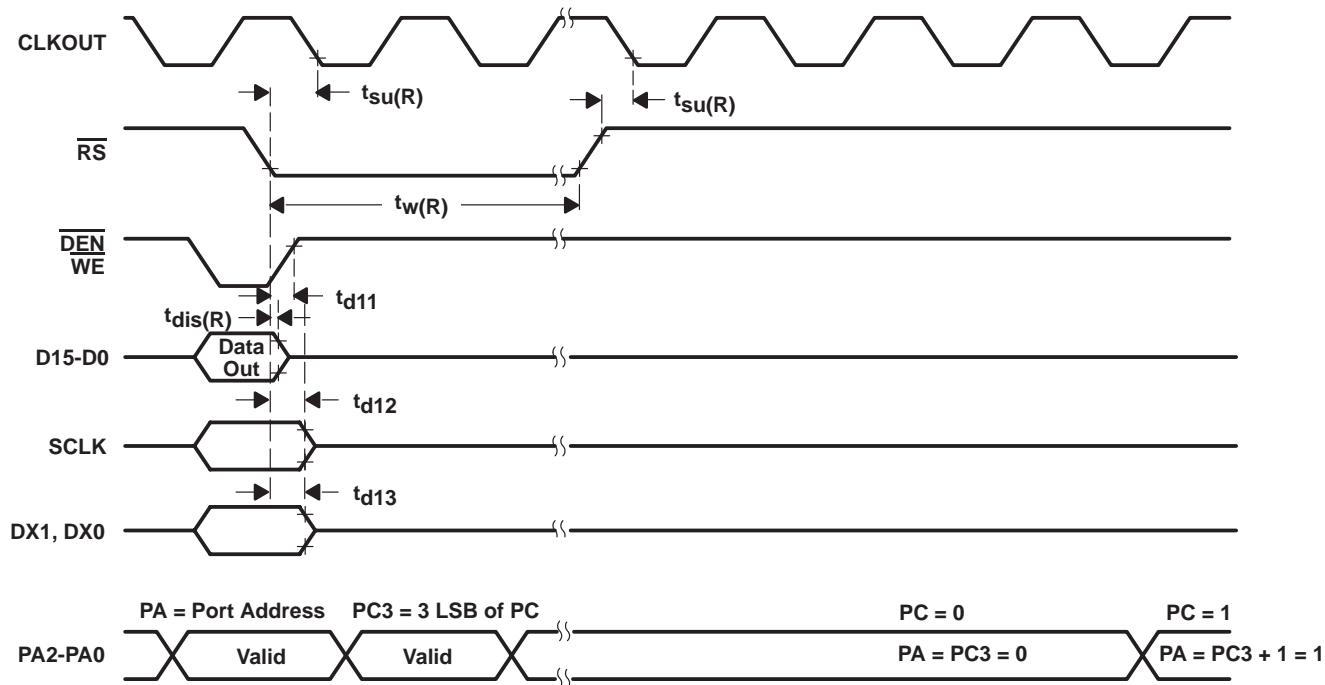 CLKOUT
tsu(R)
tsu(R)
RS
tw(R)
DEN
WE
td11
tdis(R)
D15-D0
Data
Out
td12
SCLK
td13
DX1, DX0
PA = Port Address
PC3 = 3 LSB of PC
PC = 0
PC = 1
PA2-PA0
Valid
Valid
PA = PC3 = 0
PA = PC3 + 1 = 1